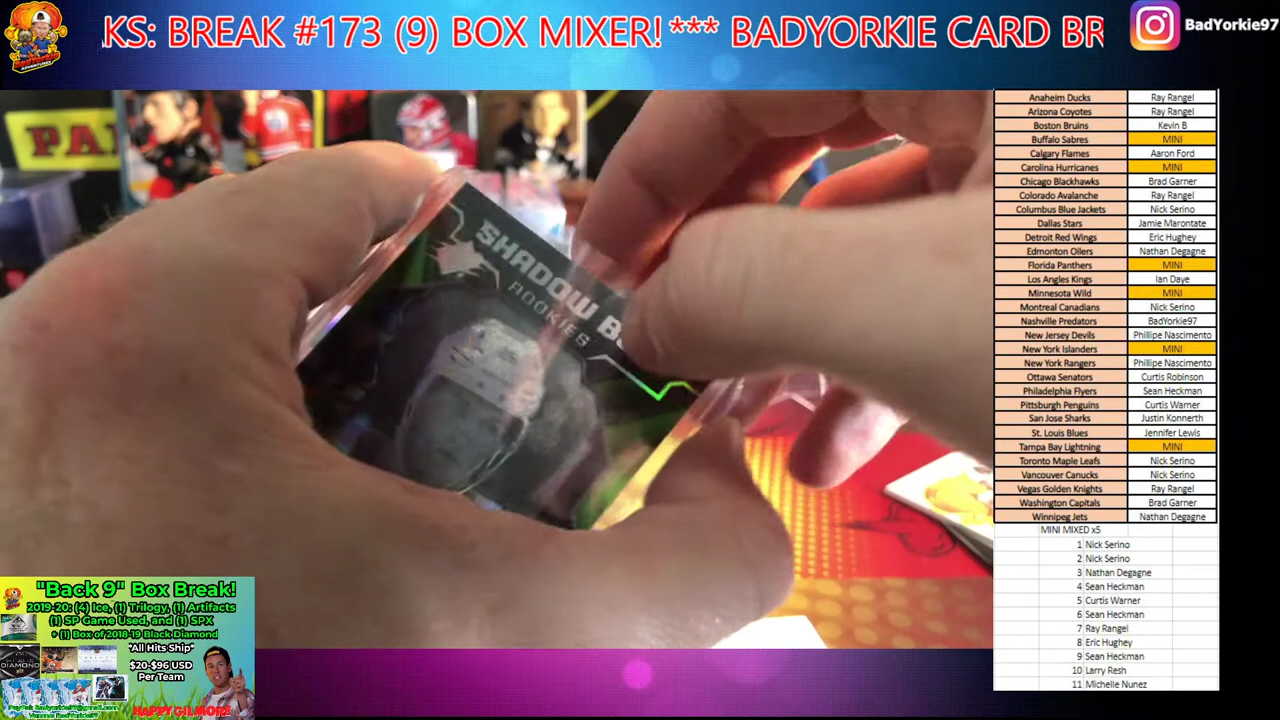 KS: BREAK #173 (9) BOX MIXER! *** BADYORKIE CARD BR
BadYorkie97
SHADOW
ROOKIES
Anaheim Ducks Ray Rangel
Arizona Coyotes Ray Rangel
Boston Bruins Kevin B
Buffalo Sabres MINI
Calgary Flames Aaron Ford
Carolina Hurricanes MINI
Chicago Blackhawks Brad Garner
Colorado Avalanche Ray Rangel
Columbus Blue Jackets Nick Serino
Dallas Stars Jamie Marontate
Detroit Red Wings Eric Hughey
Edmonton Oilers Nathan Degagne
Florida Panthers MINI
Los Angles Kings Ian Daye
Minnesota Wild MINI
Montreal Canadians Nick Serino
Nashville Predators BadYorkie97
New Jersey Devils Phillipe Nascimento
New York Islanders MINI
New York Rangers Phillipe Nascimento
Ottawa Senators Curtis Robinson
Philadelphia Flyers Sean Heckman
Pittsburgh Penguins Curtis Warner
San Jose Sharks Justin Konnerth
St. Louis Blues Jennifer Lewis
Tampa Bay Lightning MINI
Toronto Maple Leafs Nick Serino
Vancouver Canucks Nick Serino
Vegas Golden Knights Ray Rangel
Washington Capitals Brad Garner
Winnipeg Jets Nathan Degagne
MINI MIXED x5
1 Nick Serino
2 Nick Serino
3 Nathan Degagne
4 Sean Heckman
5 Curtis Warner
6 Sean Heckman
7 Ray Rangel
8 Eric Hughey
9 Sean Heckman
10 Larry Resh
11 Michelle Nunez
"Back 9" Box Break!
2019-20: (4) Ice, (1) Trilogy, (1) Artifacts
(1) SP Game Used, and (1) SPX
+ (1) Box of 2018-19 Black Diamond
*All Hits Ship*
$20-$96 USD
Per Team
HAPPY GILMORE